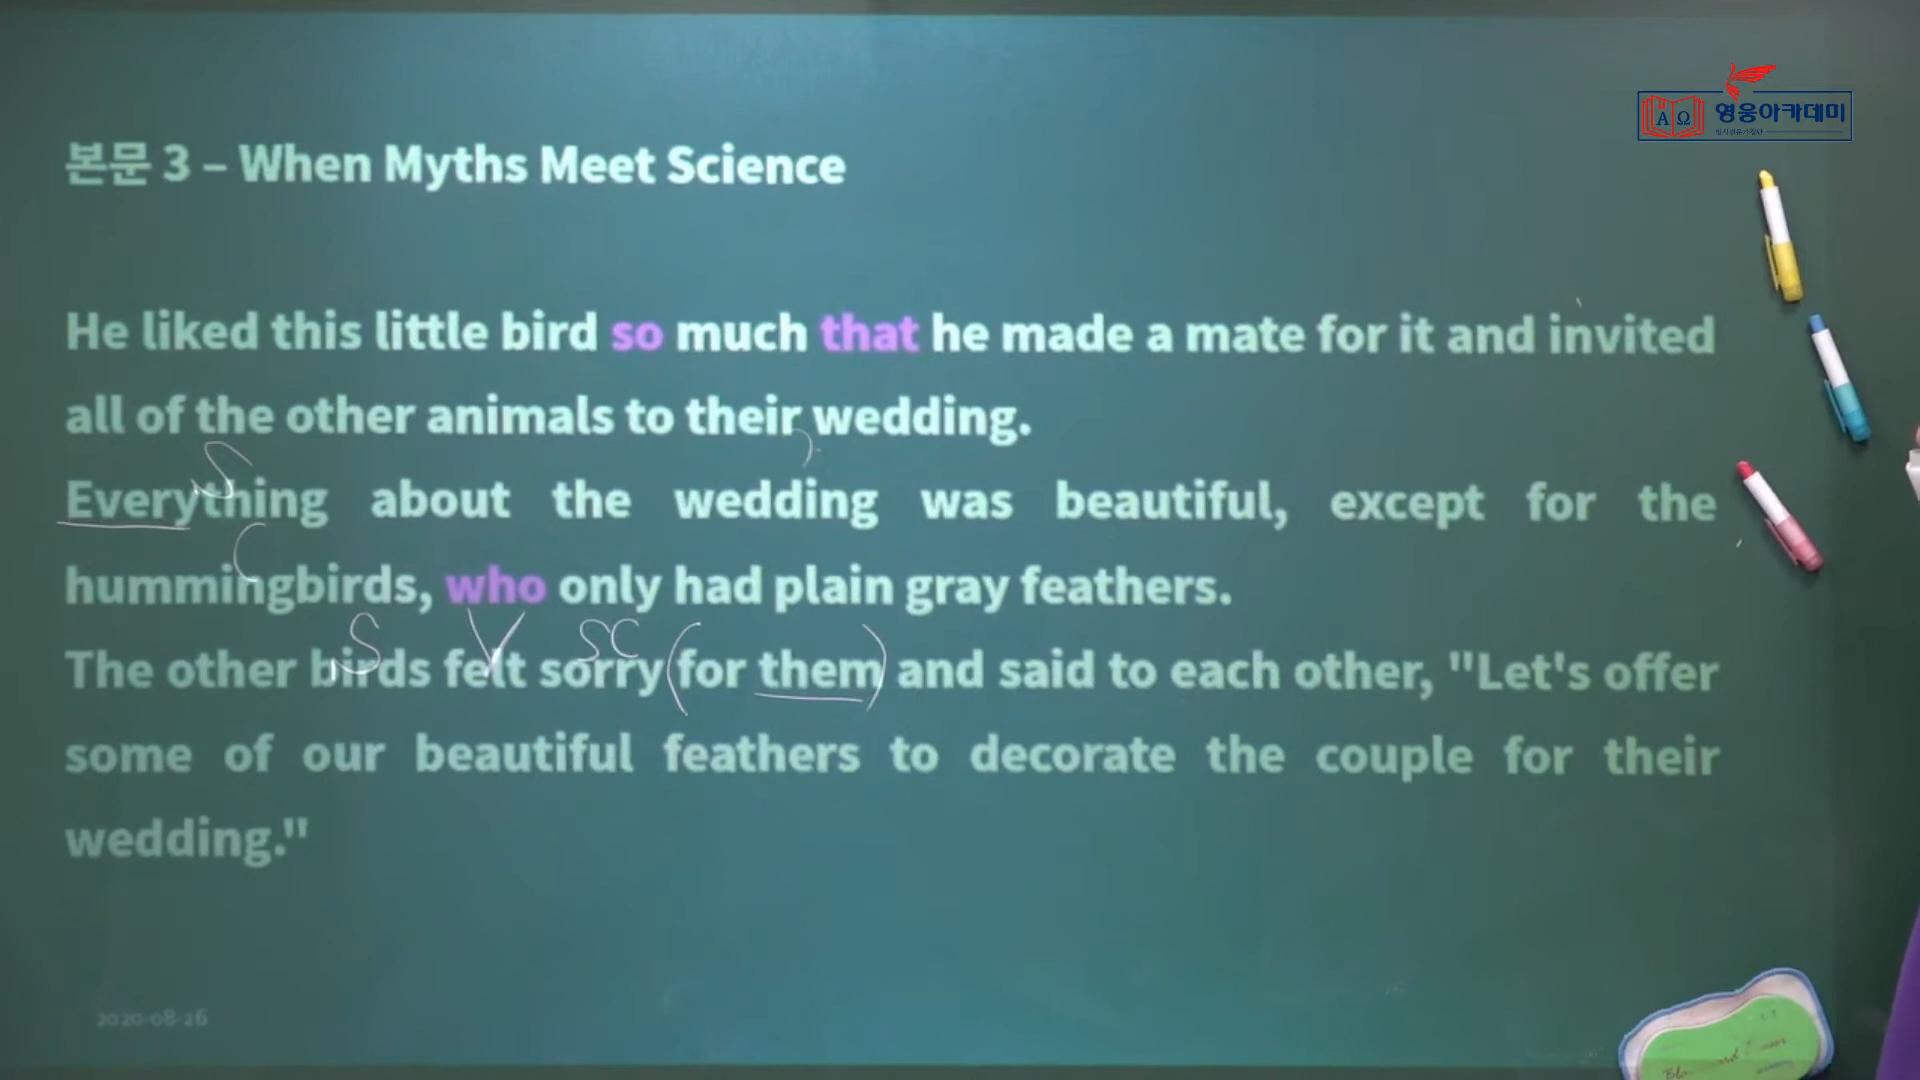 영웅아카데미
본문 3 – When Myths Meet Science
He liked this little bird so much that he made a mate for it and invited
all of the other animals to their wedding.
S
Everything about the wedding was beautiful, except for the
hummingbirds, who only had plain gray feathers.
S V SC
The other birds felt sorry (for them) and said to each other, "Let's offer
some of our beautiful feathers to decorate the couple for their
wedding."
2020-08-26